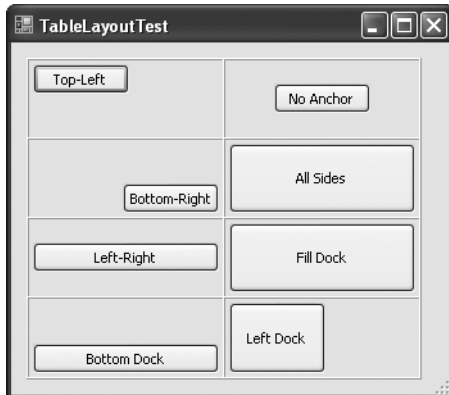 TableLayoutTest
Top-Left
No Anchor
Bottom-Right
All Sides
Left-Right
Fill Dock
Bottom Dock
Left Dock